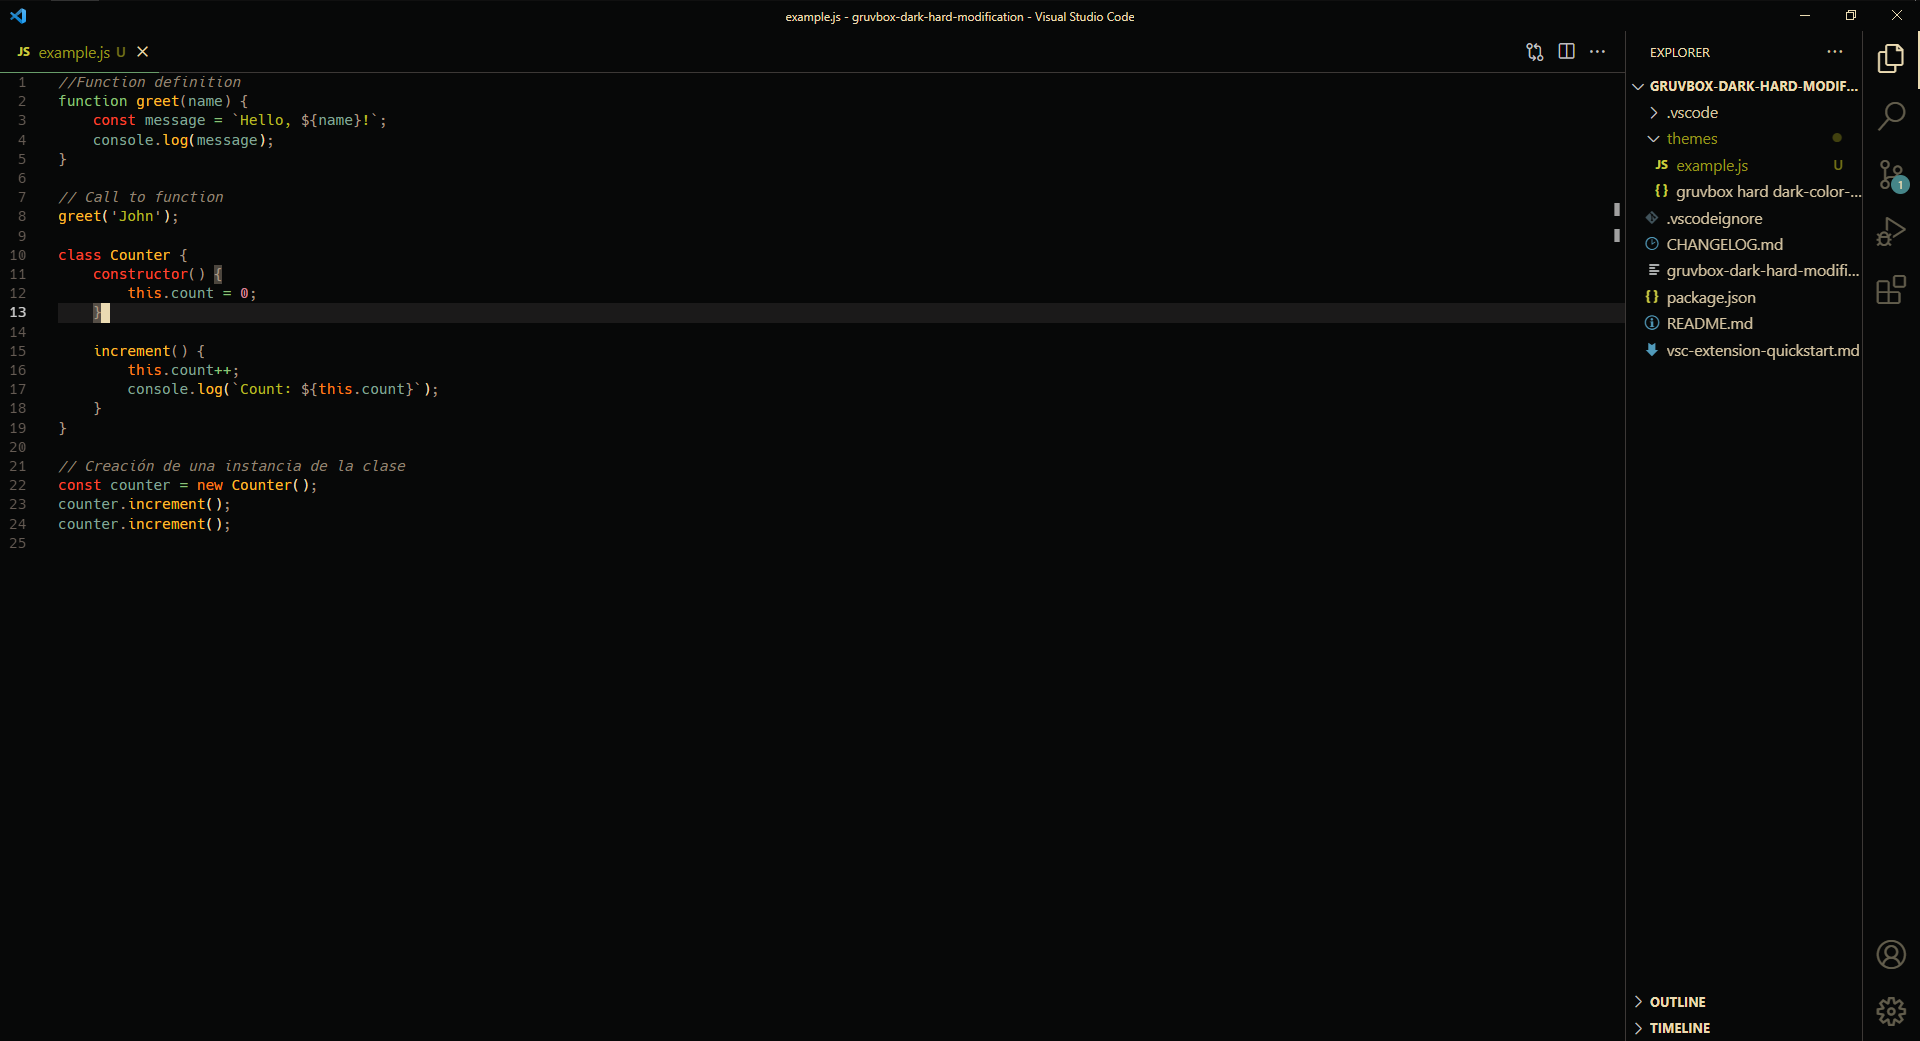 example.js - gruvbox-dark-hard-modification - Visual Studio Code
JS example.js U
1 //Function definition
2 function greet(name) {
3     const message = `Hello, ${name}!`;
4     console.log(message);
5 }
6
7 // Call to function
8 greet('John');
9
10 class Counter {
11     constructor() {
12         this.count = 0;
13     }
14
15     increment() {
16         this.count++;
17         console.log(`Count: ${this.count}`);
18     }
19 }
20
21 // Creación de una instancia de la clase
22 const counter = new Counter();
23 counter.increment();
24 counter.increment();
25
EXPLORER
GRUVBOX-DARK-HARD-MODIF...
.vscode
themes
JS example.js U
{} gruvbox hard dark-color-...
.vscodeignore
CHANGELOG.md
gruvbox-dark-hard-modifi...
{} package.json
README.md
vsc-extension-quickstart.md
OUTLINE
TIMELINE
1